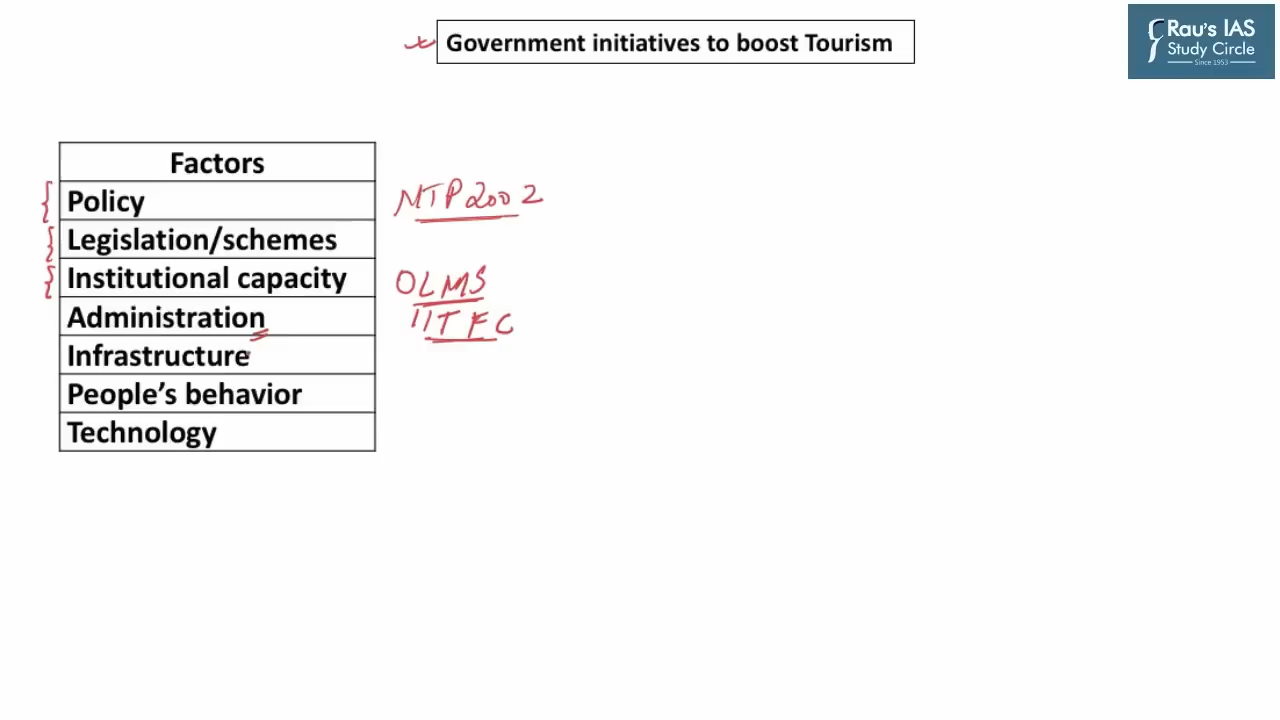 Government initiatives to boost Tourism
Rau's IAS
Study Circle
Since 1953
Factors
Policy
NTP 2002
Legislation/schemes
Institutional capacity
OLMS
Administration
IITFC
Infrastructure
People's behavior
Technology